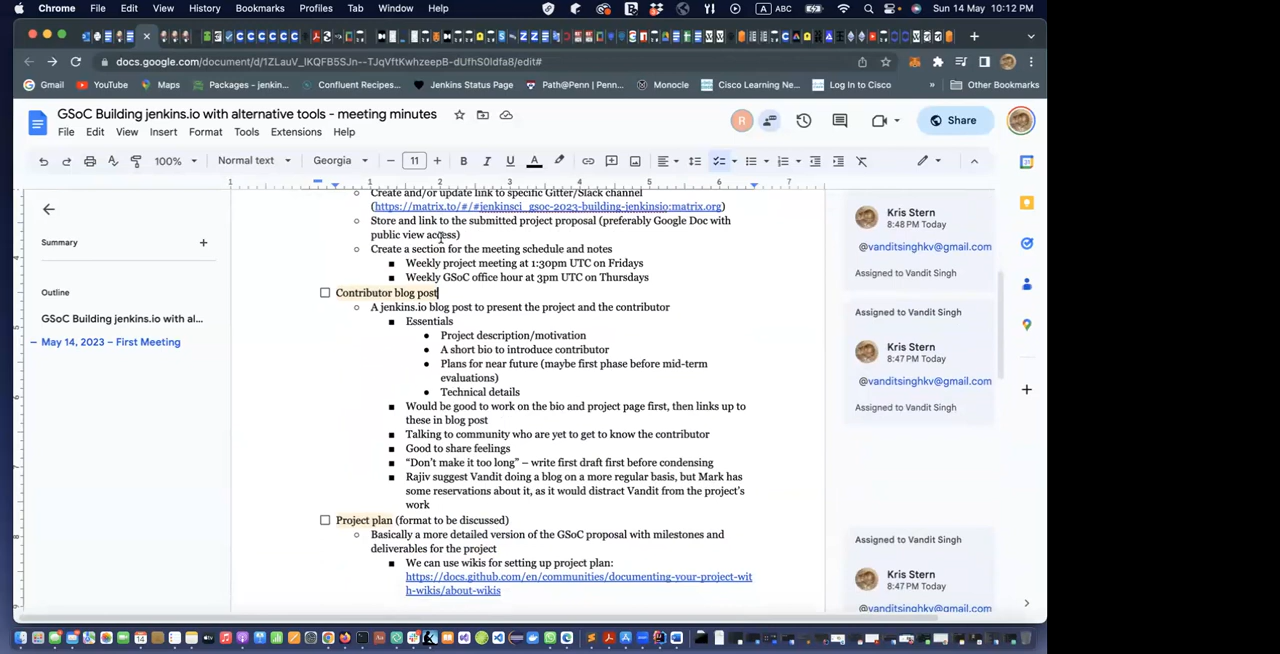 Chrome File Edit View History Bookmarks Profiles Tab Window Help A ABC Sun 14 May 10:12 PM
docs.google.com/document/d/1ZLauV_IKQFB5SJn--TJqVftKwhzeepB-dUfhS0Idfa8/edit#
Gmail YouTube Maps Packages - jenkin... Confluent Recipes... Jenkins Status Page Path@Penn | Penn... Monocle Cisco Learning Ne... Log In to Cisco » Other Bookmarks
GSoC Building jenkins.io with alternative tools - meeting minutes
File Edit View Insert Format Tools Extensions Help
R
Share
100% Normal text Georgia 11 B I U A
1 1 2 3 4 5 6 7
Summary
Outline
GSoC Building jenkins.io with al...
May 14, 2023 – First Meeting
Create and/or update link to specific Gitter/Slack channel
(https://matrix.to/#/#jenkinsci_gsoc-2023-building-jenkinsio:matrix.org)
Store and link to the submitted project proposal (preferably Google Doc with
public view access)
Create a section for the meeting schedule and notes
Weekly project meeting at 1:30pm UTC on Fridays
Weekly GSoC office hour at 3pm UTC on Thursdays
Contributor blog post
A jenkins.io blog post to present the project and the contributor
Essentials
Project description/motivation
A short bio to introduce contributor
Plans for near future (maybe first phase before mid-term
evaluations)
Technical details
Would be good to work on the bio and project page first, then links up to
these in blog post
Talking to community who are yet to get to know the contributor
Good to share feelings
“Don’t make it too long” – write first draft first before condensing
Rajiv suggest Vandit doing a blog on a more regular basis, but Mark has
some reservations about it, as it would distract Vandit from the project’s
work
Project plan (format to be discussed)
Basically a more detailed version of the GSoC proposal with milestones and
deliverables for the project
We can use wikis for setting up project plan:
https://docs.github.com/en/communities/documenting-your-project-wit
h-wikis/about-wikis
Kris Stern
8:48 PM Today
@vanditsinghkv@gmail.com
Assigned to Vandit Singh
Assigned to Vandit Singh
Kris Stern
8:47 PM Today
@vanditsinghkv@gmail.com
Assigned to Vandit Singh
Assigned to Vandit Singh
Kris Stern
8:47 PM Today
@vanditsinghkv@gmail.com